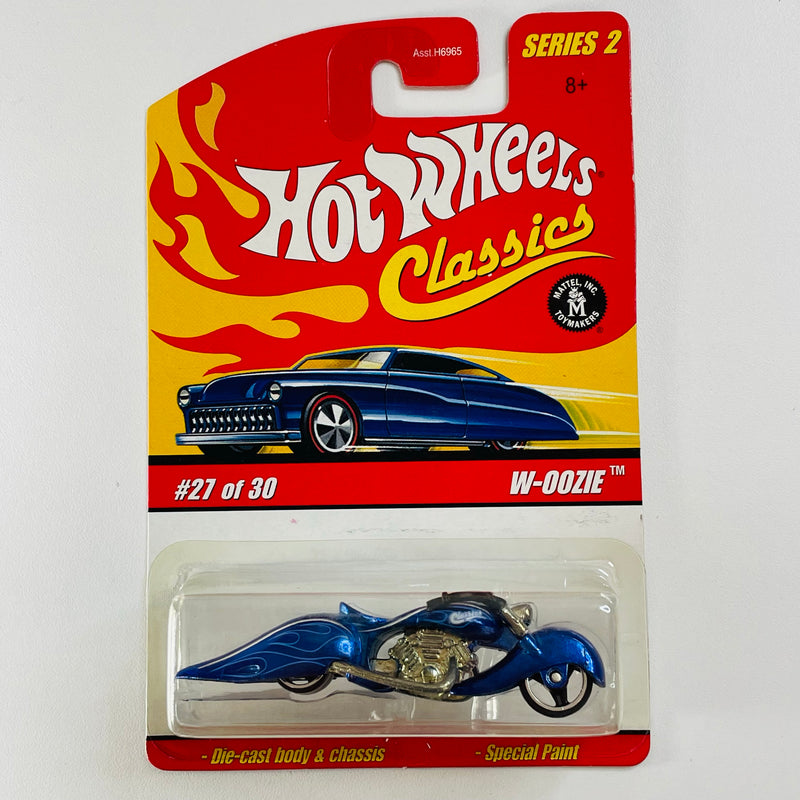 Asst.H6965
SERIES 2
8+
HOT WHEELS®
Classics
MATTEL, INC.
M
TOYMAKERS
®
#27 of 30
W-OOZIE™
Classics
- Die-cast body & chassis
- Special Paint